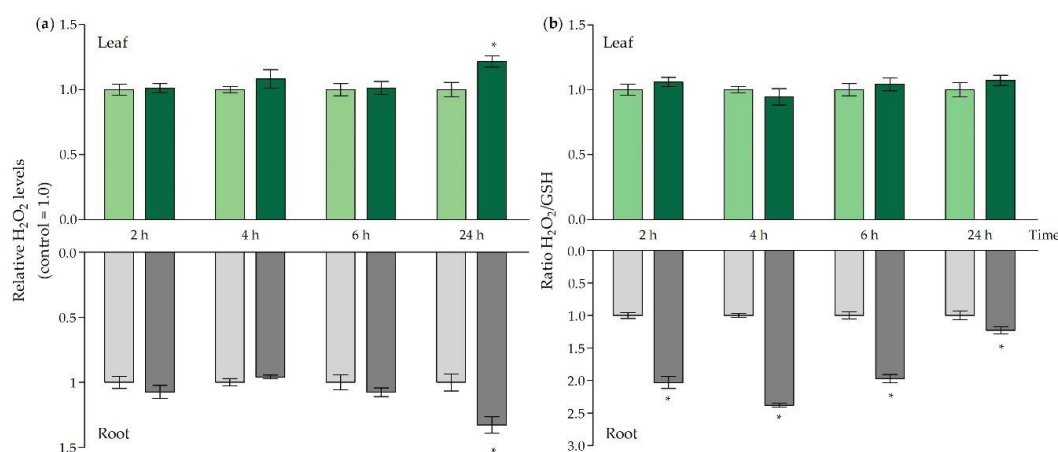 (a)
Leaf
Relative H₂O₂ levels
(control = 1.0)
1.5
1.0
0.5
0.0
*
2 h 4 h 6 h 24 h
0.0
0.5
1
1.5
Root
*
(b)
Leaf
Ratio H₂O₂/GSH
1.5
1.0
0.5
0.0
2 h 4 h 6 h 24 h Time
0.0
0.5
1.0
1.5
2.0
2.5
3.0
Root
* * * *